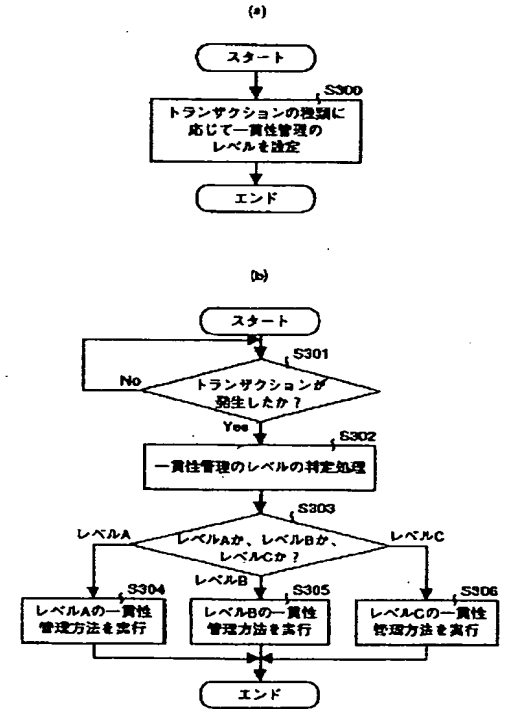 (a)
スタート
S300
トランザクションの種類に
応じて一貫性管理の
レベルを設定
エンド
(b)
スタート
S301
No
トランザクションが
発生したか？
Yes
S302
一貫性管理のレベルの判定処理
S303
レベルA
レベルAか、レベルBか、
レベルCか？
レベルC
レベルB
S304
レベルAの一貫性
管理方法を実行
S305
レベルBの一貫性
管理方法を実行
S306
レベルCの一貫性
管理方法を実行
エンド